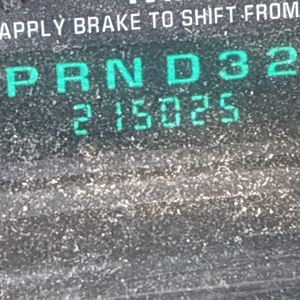 APPLY BRAKE TO SHIFT FROM
PRND32
215025